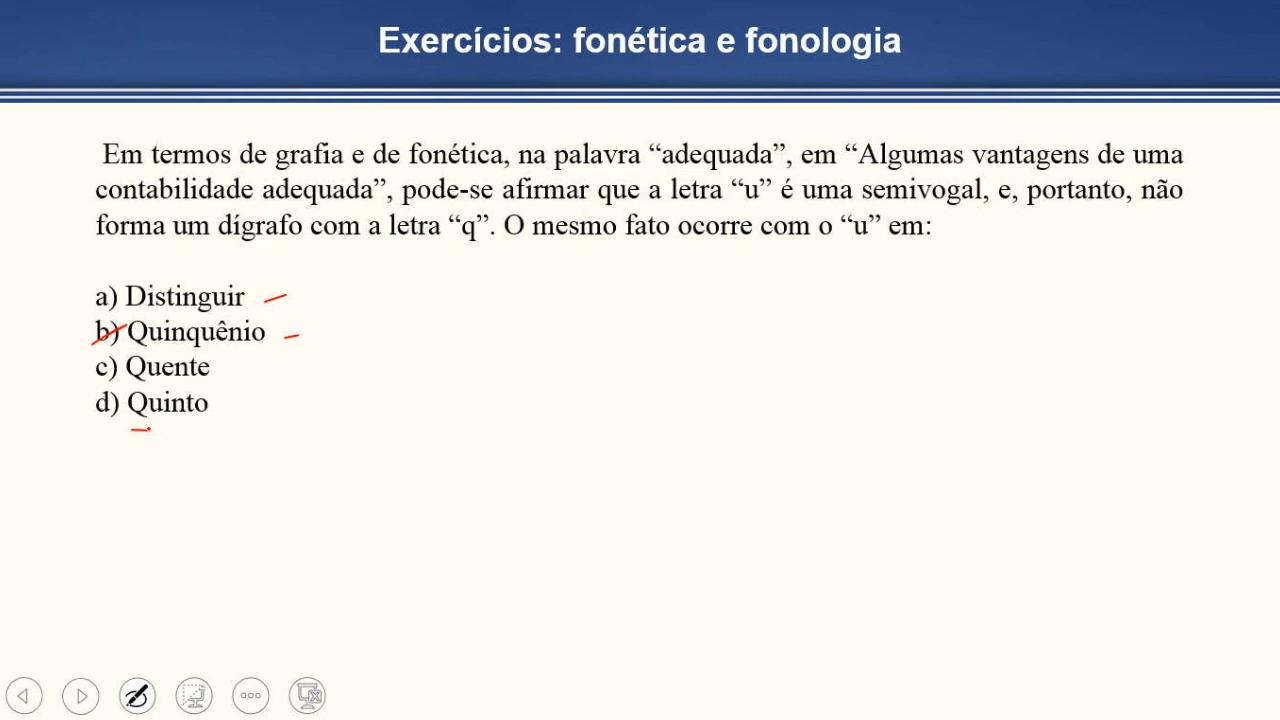 Exercícios: fonética e fonologia
Em termos de grafia e de fonética, na palavra “adequada”, em “Algumas vantagens de uma
contabilidade adequada”, pode-se afirmar que a letra “u” é uma semivogal, e, portanto, não
forma um dígrafo com a letra “q”. O mesmo fato ocorre com o “u” em:
a) Distinguir
b) Quinquênio
c) Quente
d) Quinto